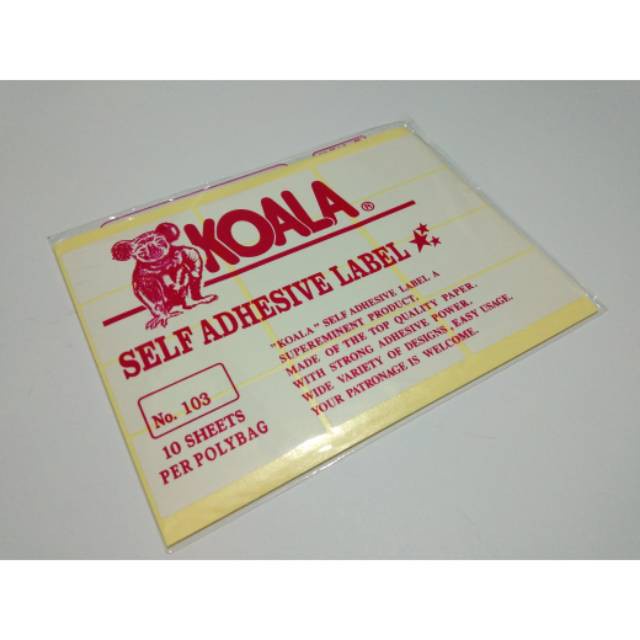 KOALA®
SELF ADHESIVE LABEL
"KOALA" SELF ADHESIVE LABEL A
SUPEREMINENT PRODUCT.
MADE OF THE TOP QUALITY PAPER.
WITH STRONG ADHESIVE POWER.
WIDE VARIETY OF DESIGNS, EASY USAGE.
YOUR PATRONAGE IS WELCOME.
No. 103
10 SHEETS
PER POLYBAG